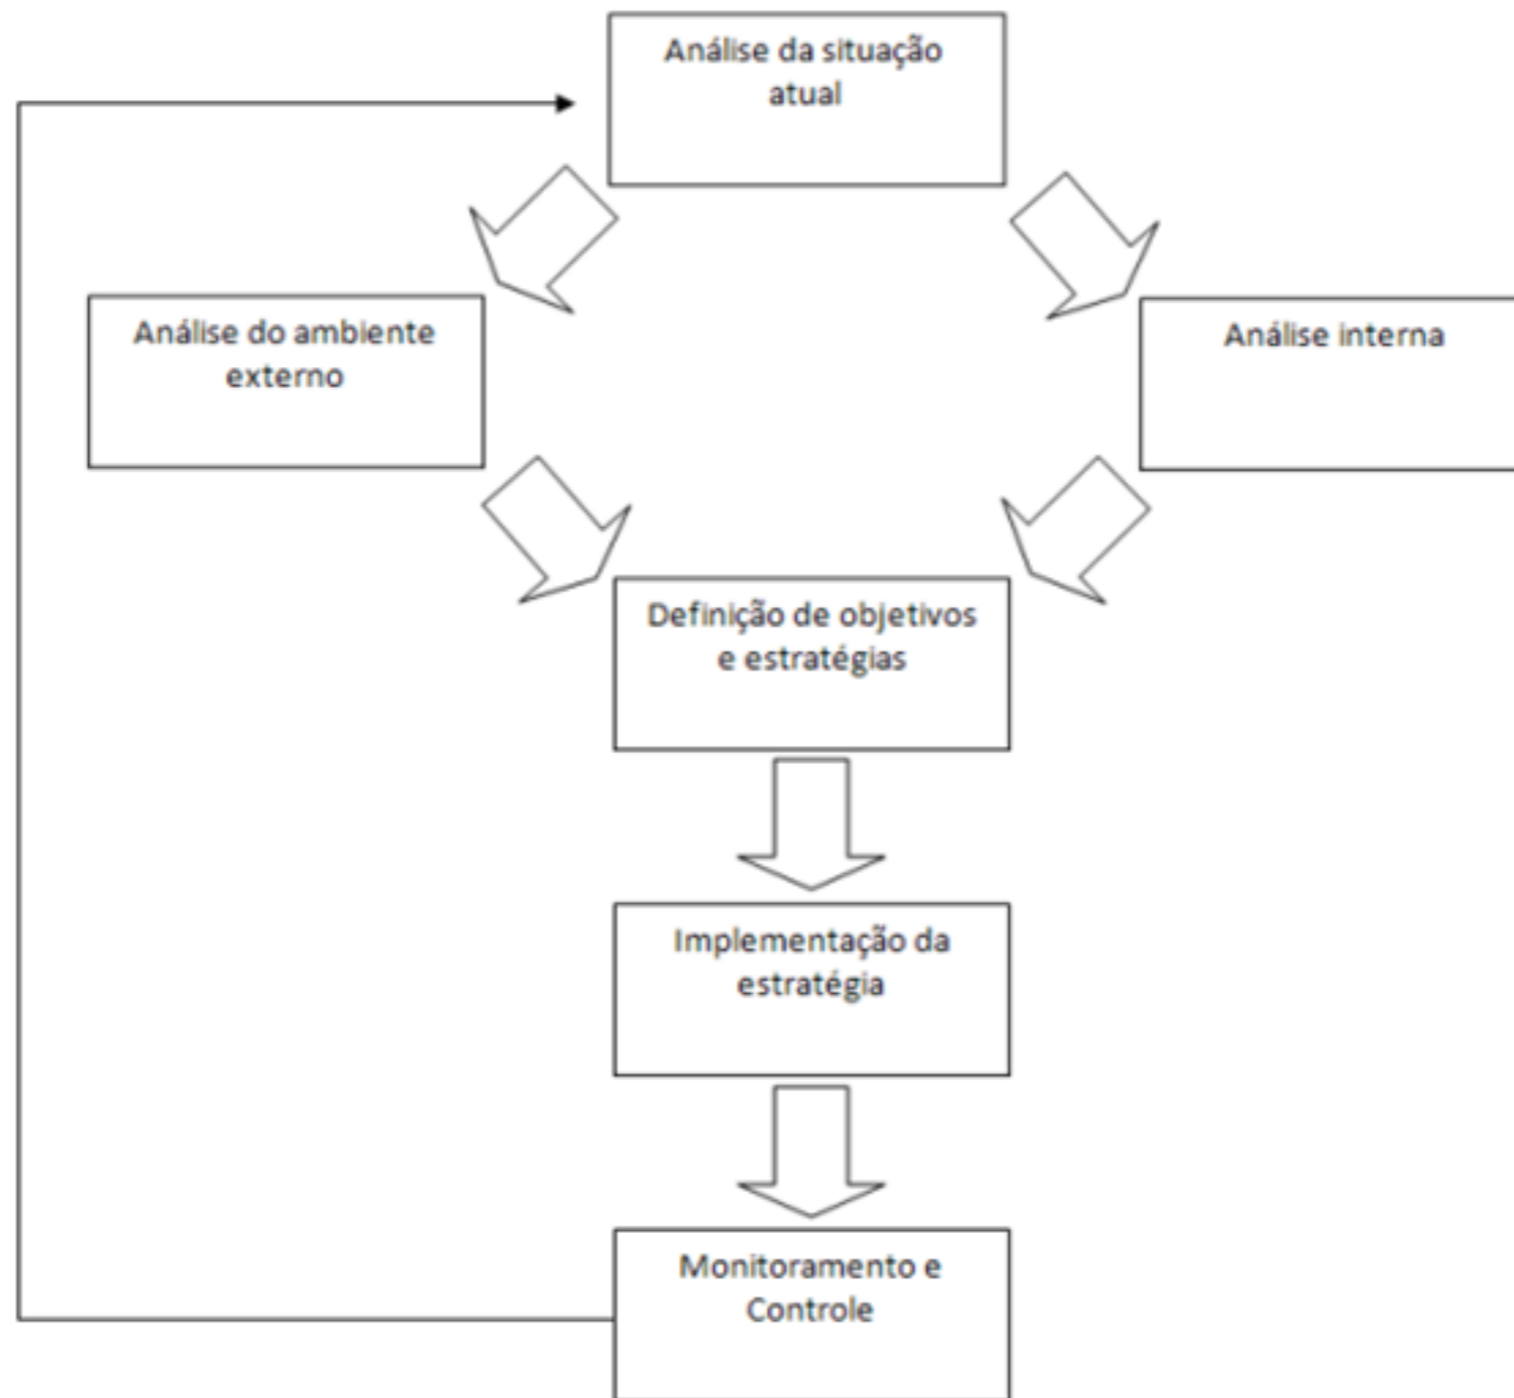 Análise da situação
atual
Análise do ambiente
externo
Análise interna
Definição de objetivos
e estratégias
Implementação da
estratégia
Monitoramento e
Controle